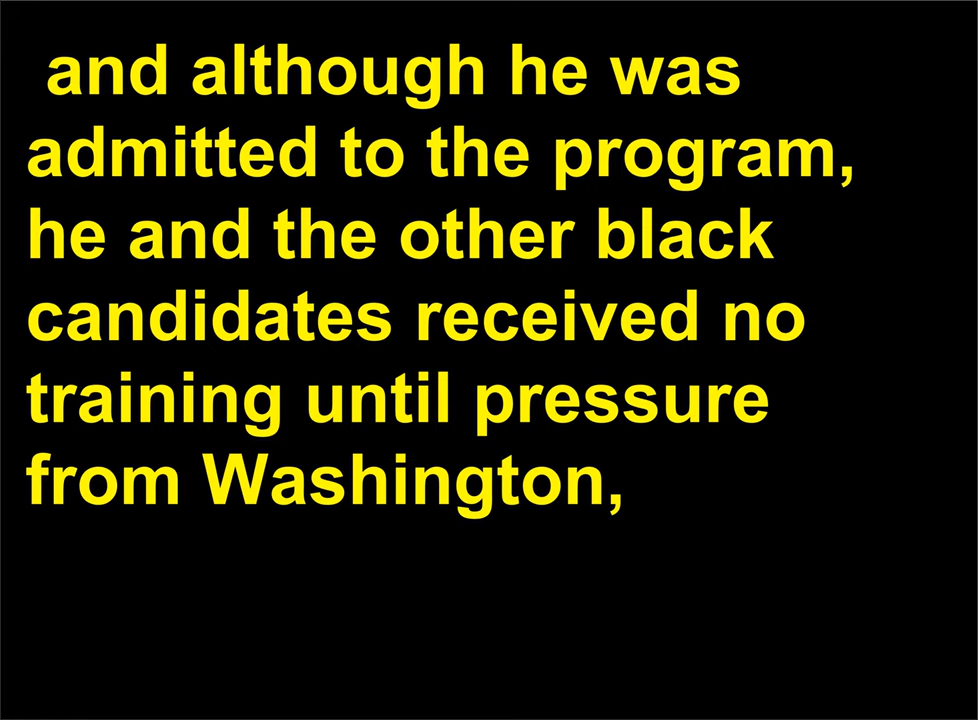 and although he was
admitted to the program,
he and the other black
candidates received no
training until pressure
from Washington,